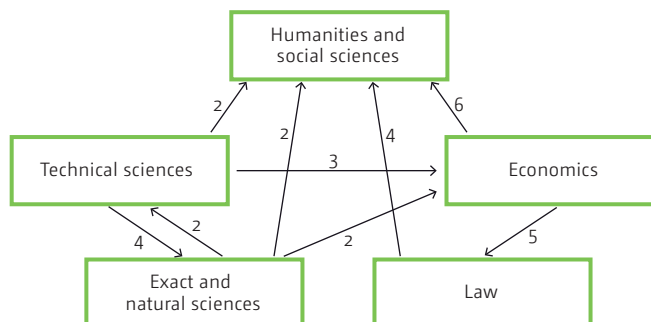 Humanities and
social sciences
2
2
4
6
Technical sciences
3
Economics
4
2
2
5
Exact and
natural sciences
Law